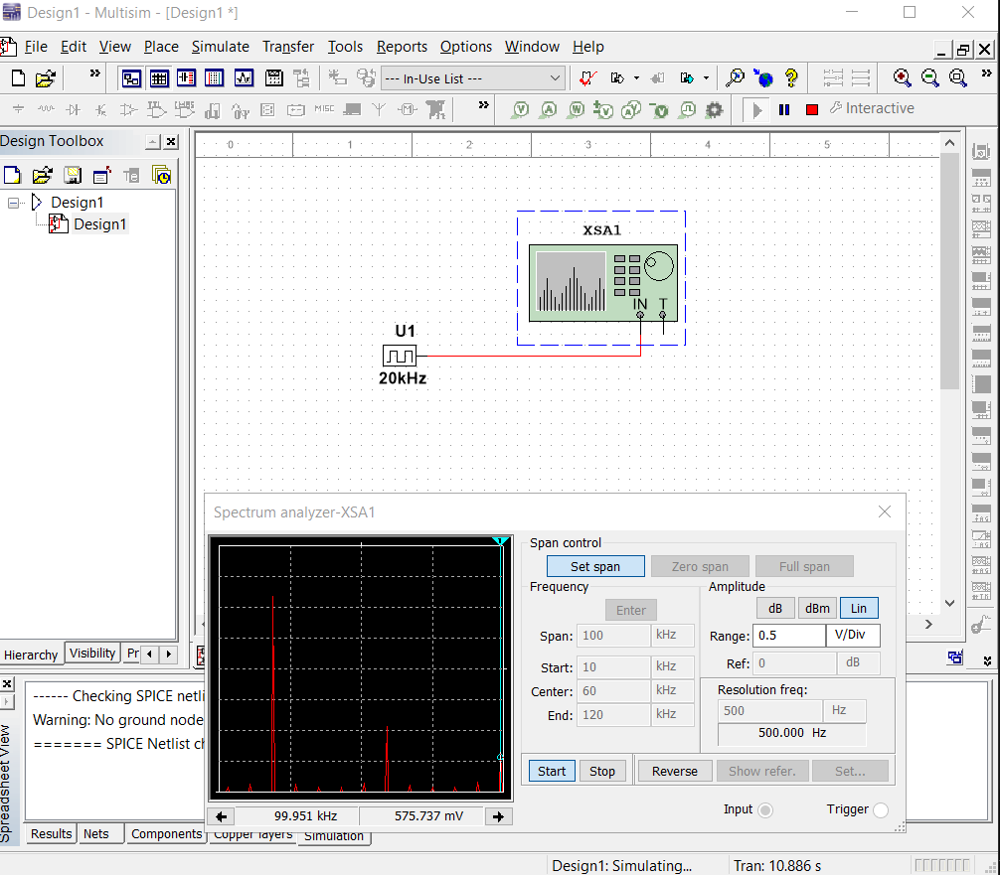 Design1 - Multisim - [Design1 *]
File Edit View Place Simulate Transfer Tools Reports Options Window Help
--- In-Use List ---
MISC
Interactive
Design Toolbox
0 1 2 3 4 5
Design1
Design1
XSA1
IN T
U1
20kHz
Hierarchy Visibility Pr
Spectrum analyzer-XSA1
Span control
Set span Zero span Full span
Frequency
Enter
Span: 100 kHz
Start: 10 kHz
Center: 60 kHz
End: 120 kHz
Amplitude
dB dBm Lin
Range: 0.5 V/Div
Ref: 0 dB
Resolution freq:
500 Hz
500.000 Hz
Start Stop Reverse Show refer. Set...
99.951 kHz 575.737 mV
Input Trigger
Spreadsheet View
------ Checking SPICE netli
Warning: No ground node
======= SPICE Netlist ch
Results Nets Components Copper layers Simulation
Design1: Simulating... Tran: 10.886 s